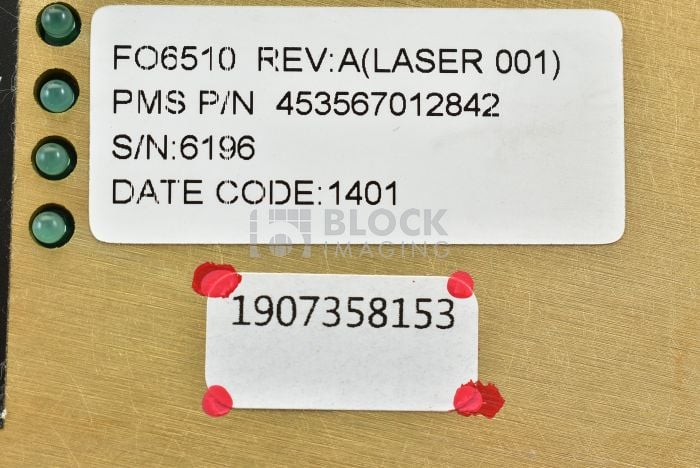 FO6510 REV:A(LASER 001)
PMS P/N 453567012842
S/N:6196
DATE CODE:1401
BLOCK
IMAGING
1907358153